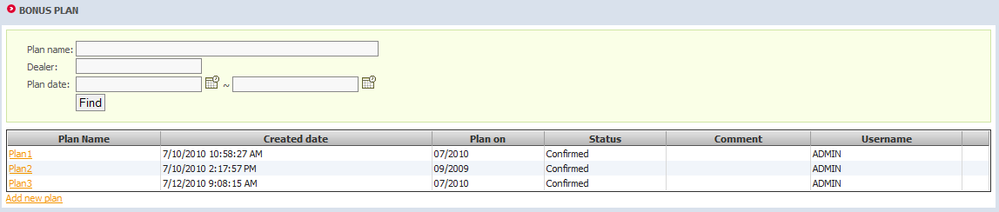 BONUS PLAN
Plan name:
Dealer:
Plan date: ~
Find
Plan Name Created date Plan on Status Comment Username
Plan1 7/10/2010 10:58:27 AM 07/2010 Confirmed ADMIN
Plan2 7/10/2010 2:17:57 PM 09/2009 Confirmed ADMIN
Plan3 7/12/2010 9:08:15 AM 07/2010 Confirmed ADMIN
Add new plan